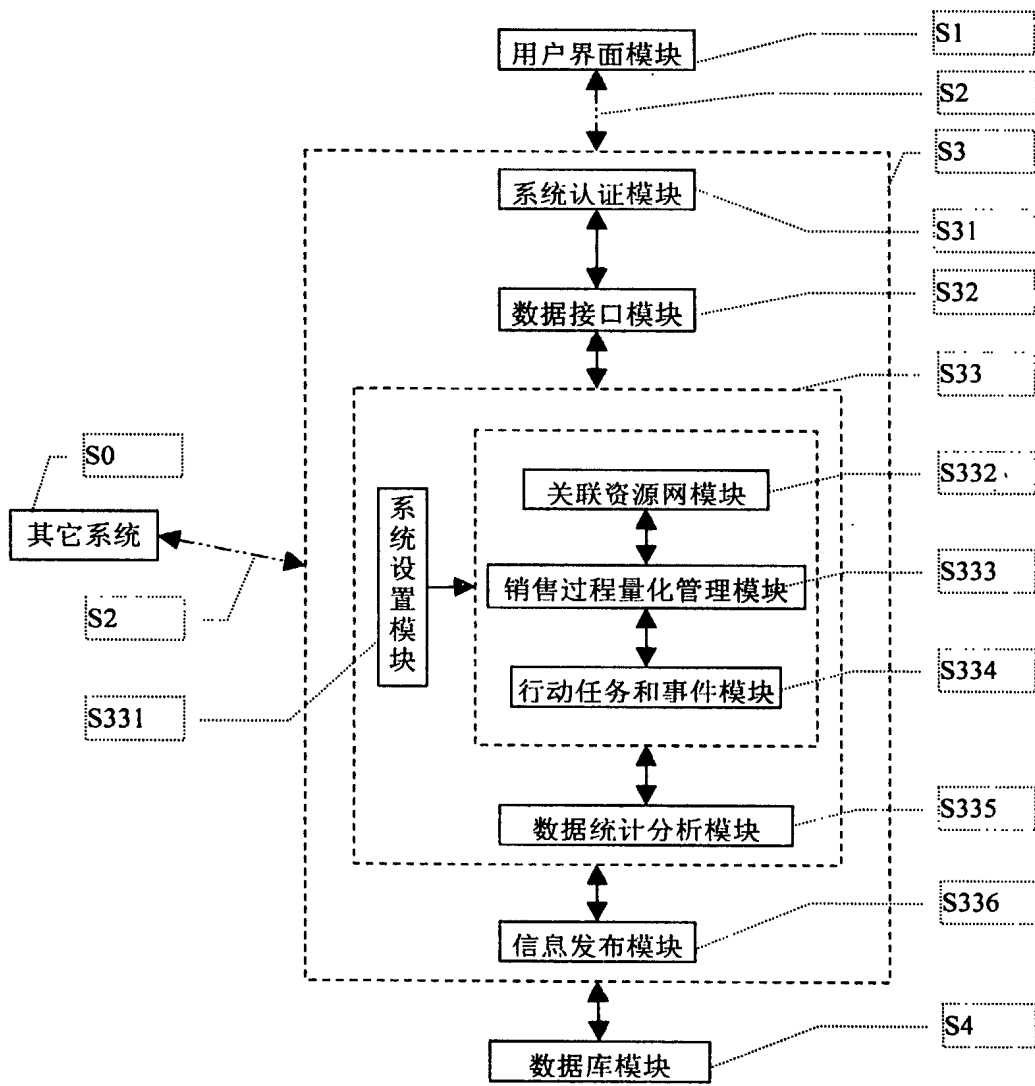 S1
用户界面模块
S2
S3
系统认证模块
S31
S32
数据接口模块
S33
S0
S332
关联资源网模块
系统设置模块
其它系统
S333
销售过程量化管理模块
S2
S334
行动任务和事件模块
S331
S335
数据统计分析模块
S336
信息发布模块
S4
数据库模块